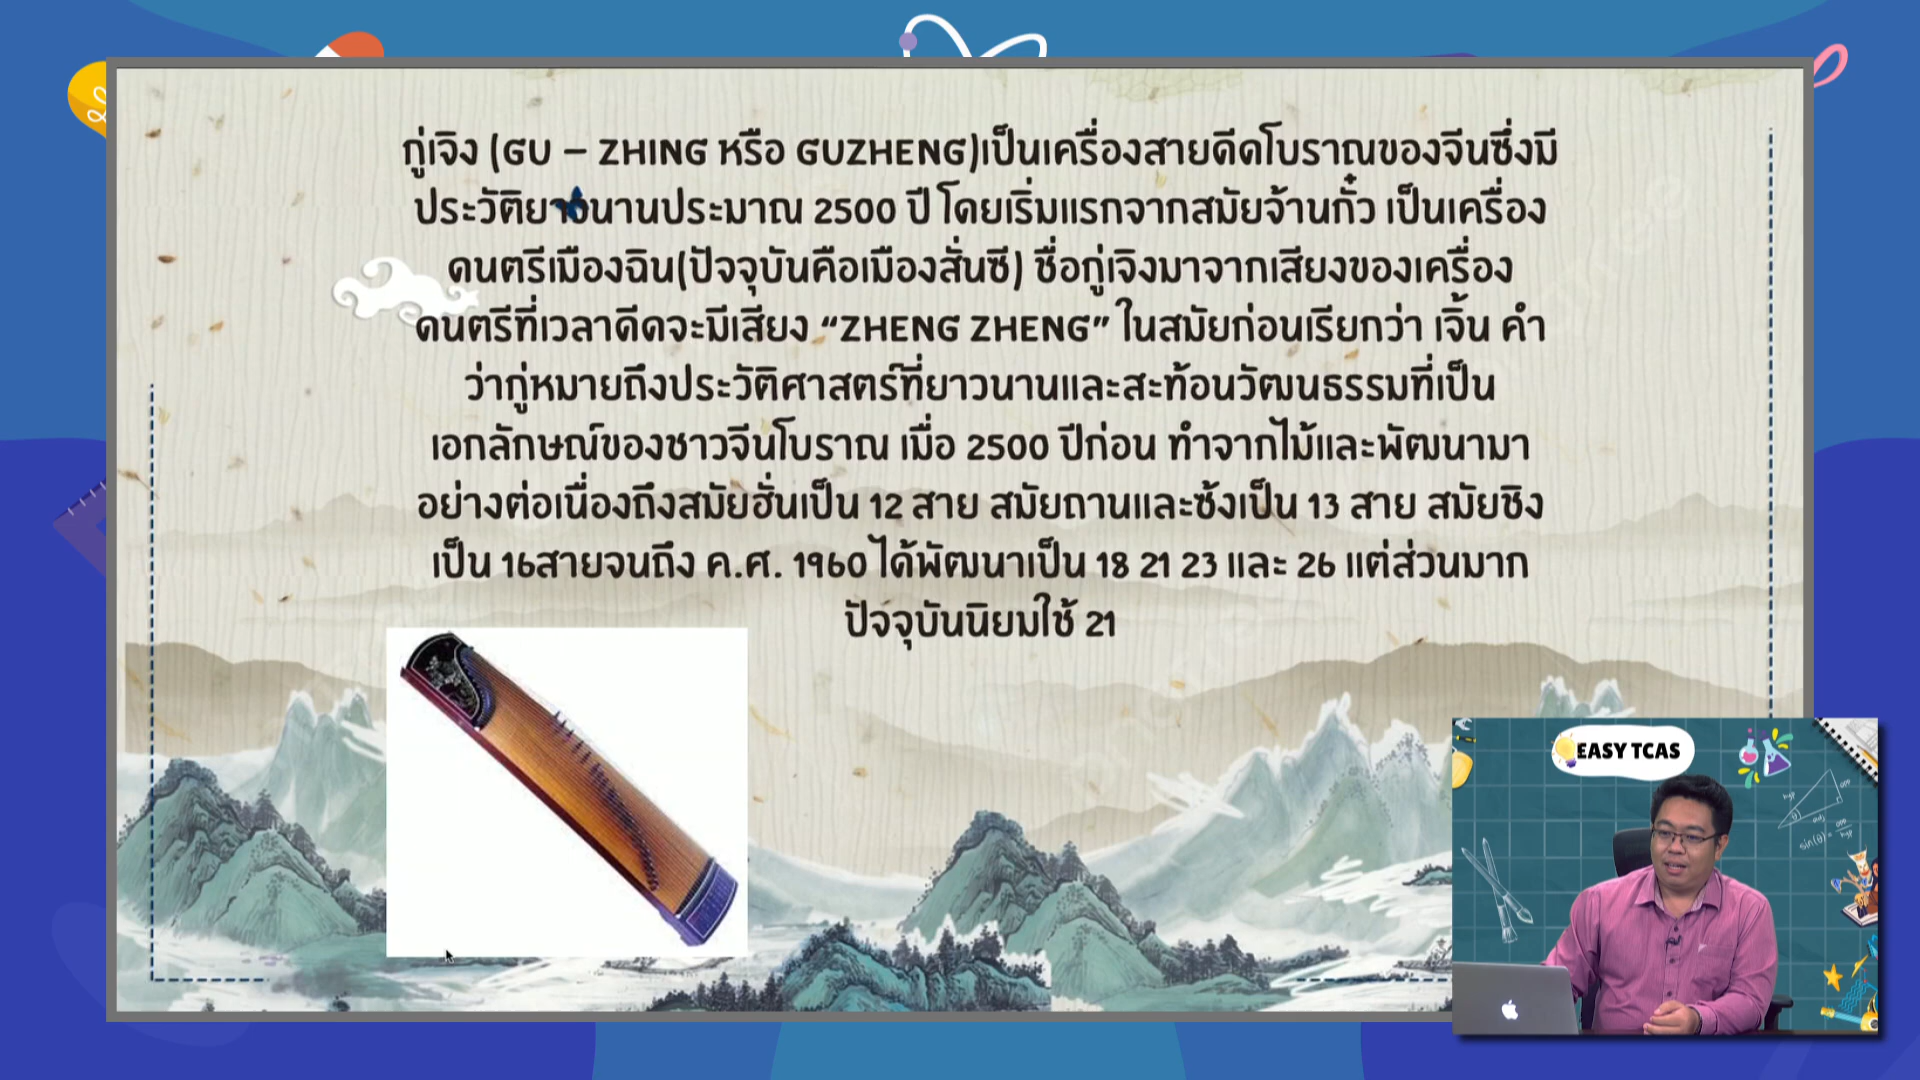 กู่เจิง (GU – ZHING หรือ GUZHENG)เป็นเครื่องสายดีดโบราณของจีนซึ่งมี
ประวัติยาวนานประมาณ 2500 ปี โดยเริ่มแรกจากสมัยจ้านกั๋ว เป็นเครื่อง
ดนตรีเมืองฉิน(ปัจจุบันคือเมืองสั่นซี) ชื่อกู่เจิงมาจากเสียงของเครื่อง
ดนตรีที่เวลาดีดจะมีเสียง “ZHENG ZHENG” ในสมัยก่อนเรียกว่า เจิ้น คำ
ว่ากู่หมายถึงประวัติศาสตร์ที่ยาวนานและสะท้อนวัฒนธรรมที่เป็น
เอกลักษณ์ของชาวจีนโบราณ เมื่อ 2500 ปีก่อน ทำจากไม้และพัฒนามา
อย่างต่อเนื่องถึงสมัยฮั่นเป็น 12 สาย สมัยถานและซ้งเป็น 13 สาย สมัยชิง
เป็น 16สายจนถึง ค.ศ. 1960 ได้พัฒนาเป็น 18 21 23 และ 26 แต่ส่วนมาก
ปัจจุบันนิยมใช้ 21
EASY TCAS